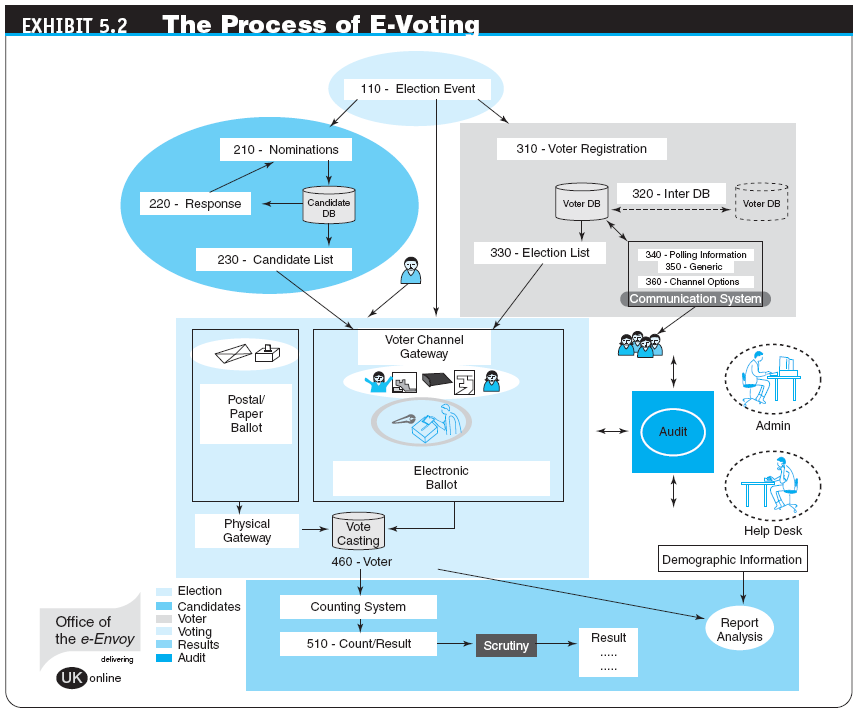 EXHIBIT 5.2 The Process of E-Voting
110 - Election Event
210 - Nominations
310 - Voter Registration
220 - Response
Candidate
DB
Voter DB
320 - Inter DB
Voter DB
230 - Candidate List
330 - Election List
340 - Polling Information
350 - Generic
360 - Channel Options
Communication System
Voter Channel
Gateway
Postal/
Paper
Ballot
Audit
Admin
Electronic
Ballot
Physical
Gateway
Vote
Casting
Help Desk
460 - Voter
Demographic Information
Election
Candidates
Voter
Voting
Results
Audit
Office of
the e-Envoy
delivering
UK online
Counting System
510 - Count/Result
Scrutiny
Result
.....
.....
Report
Analysis